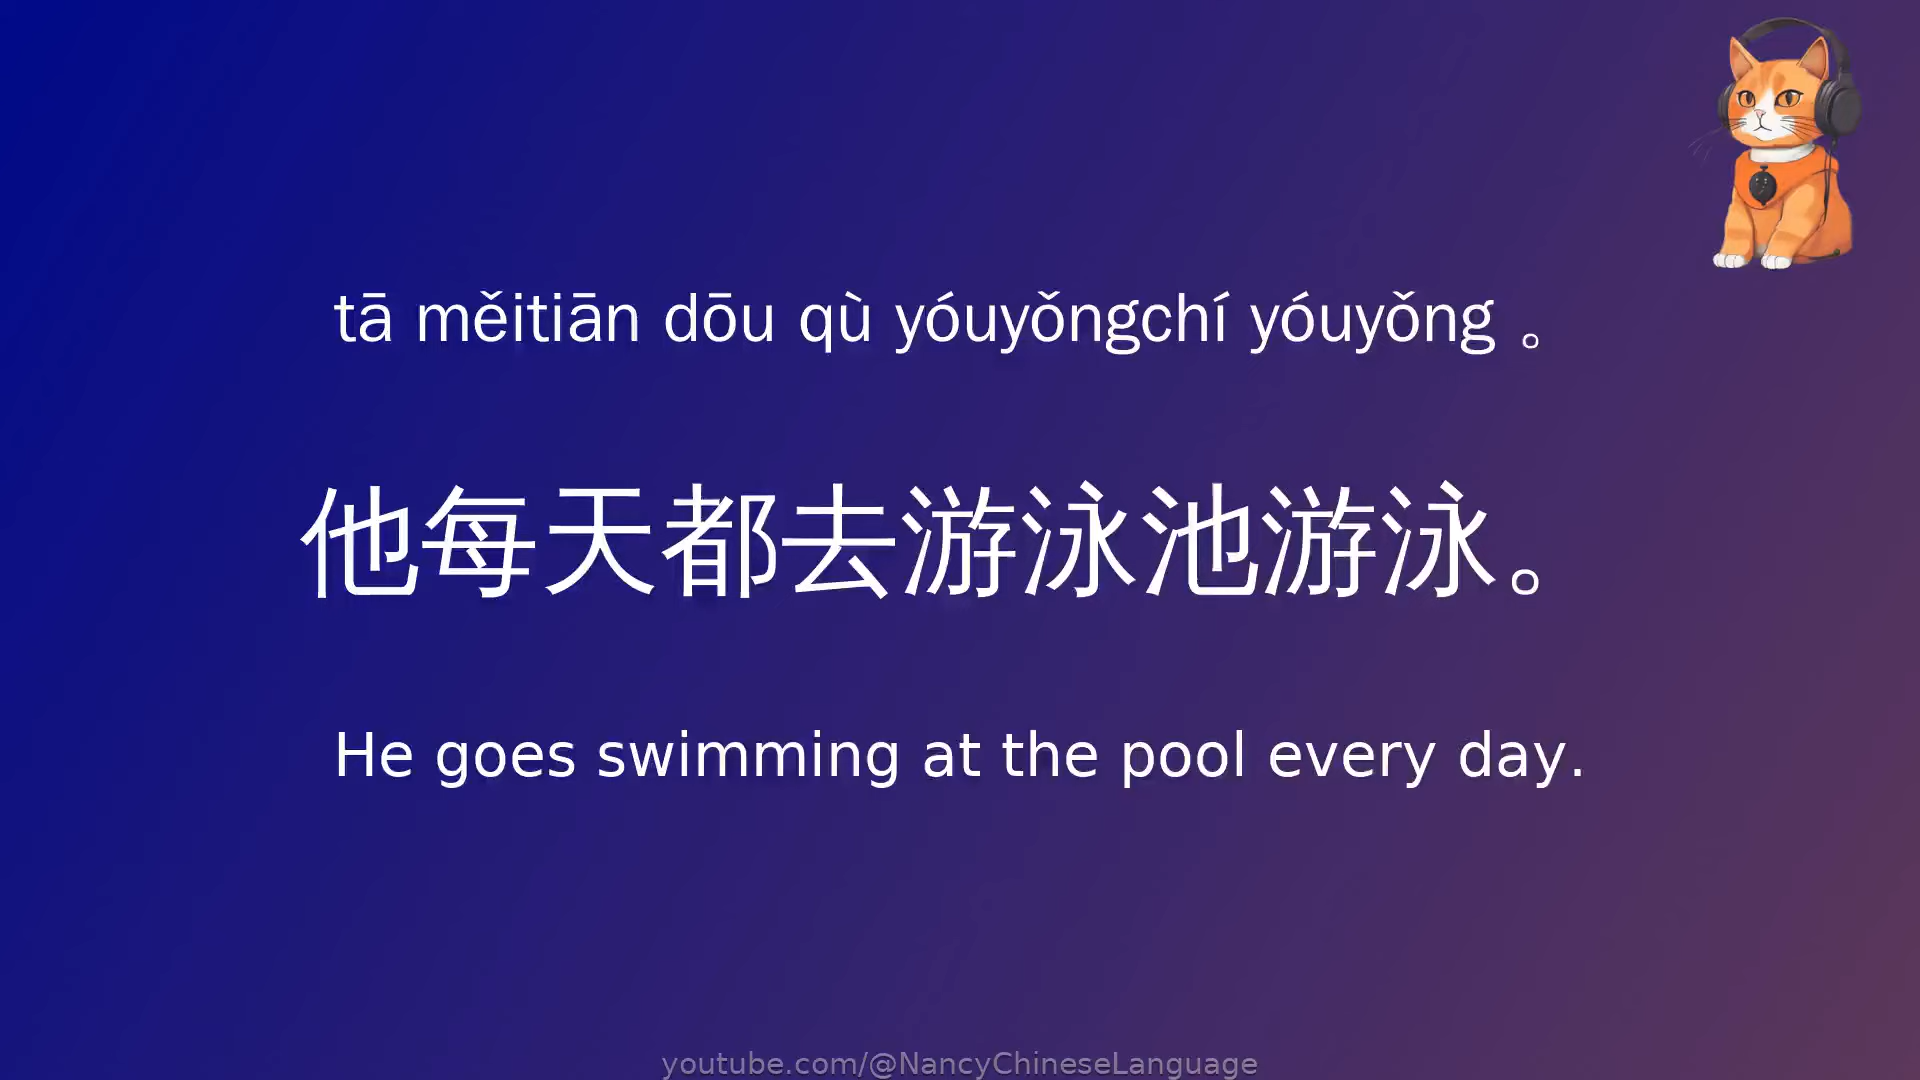 tā měitiān dōu qù yóuyǒngchí yóuyǒng 。
他每天都去游泳池游泳。
He goes swimming at the pool every day.
youtube.com/@NancyChineseLanguage